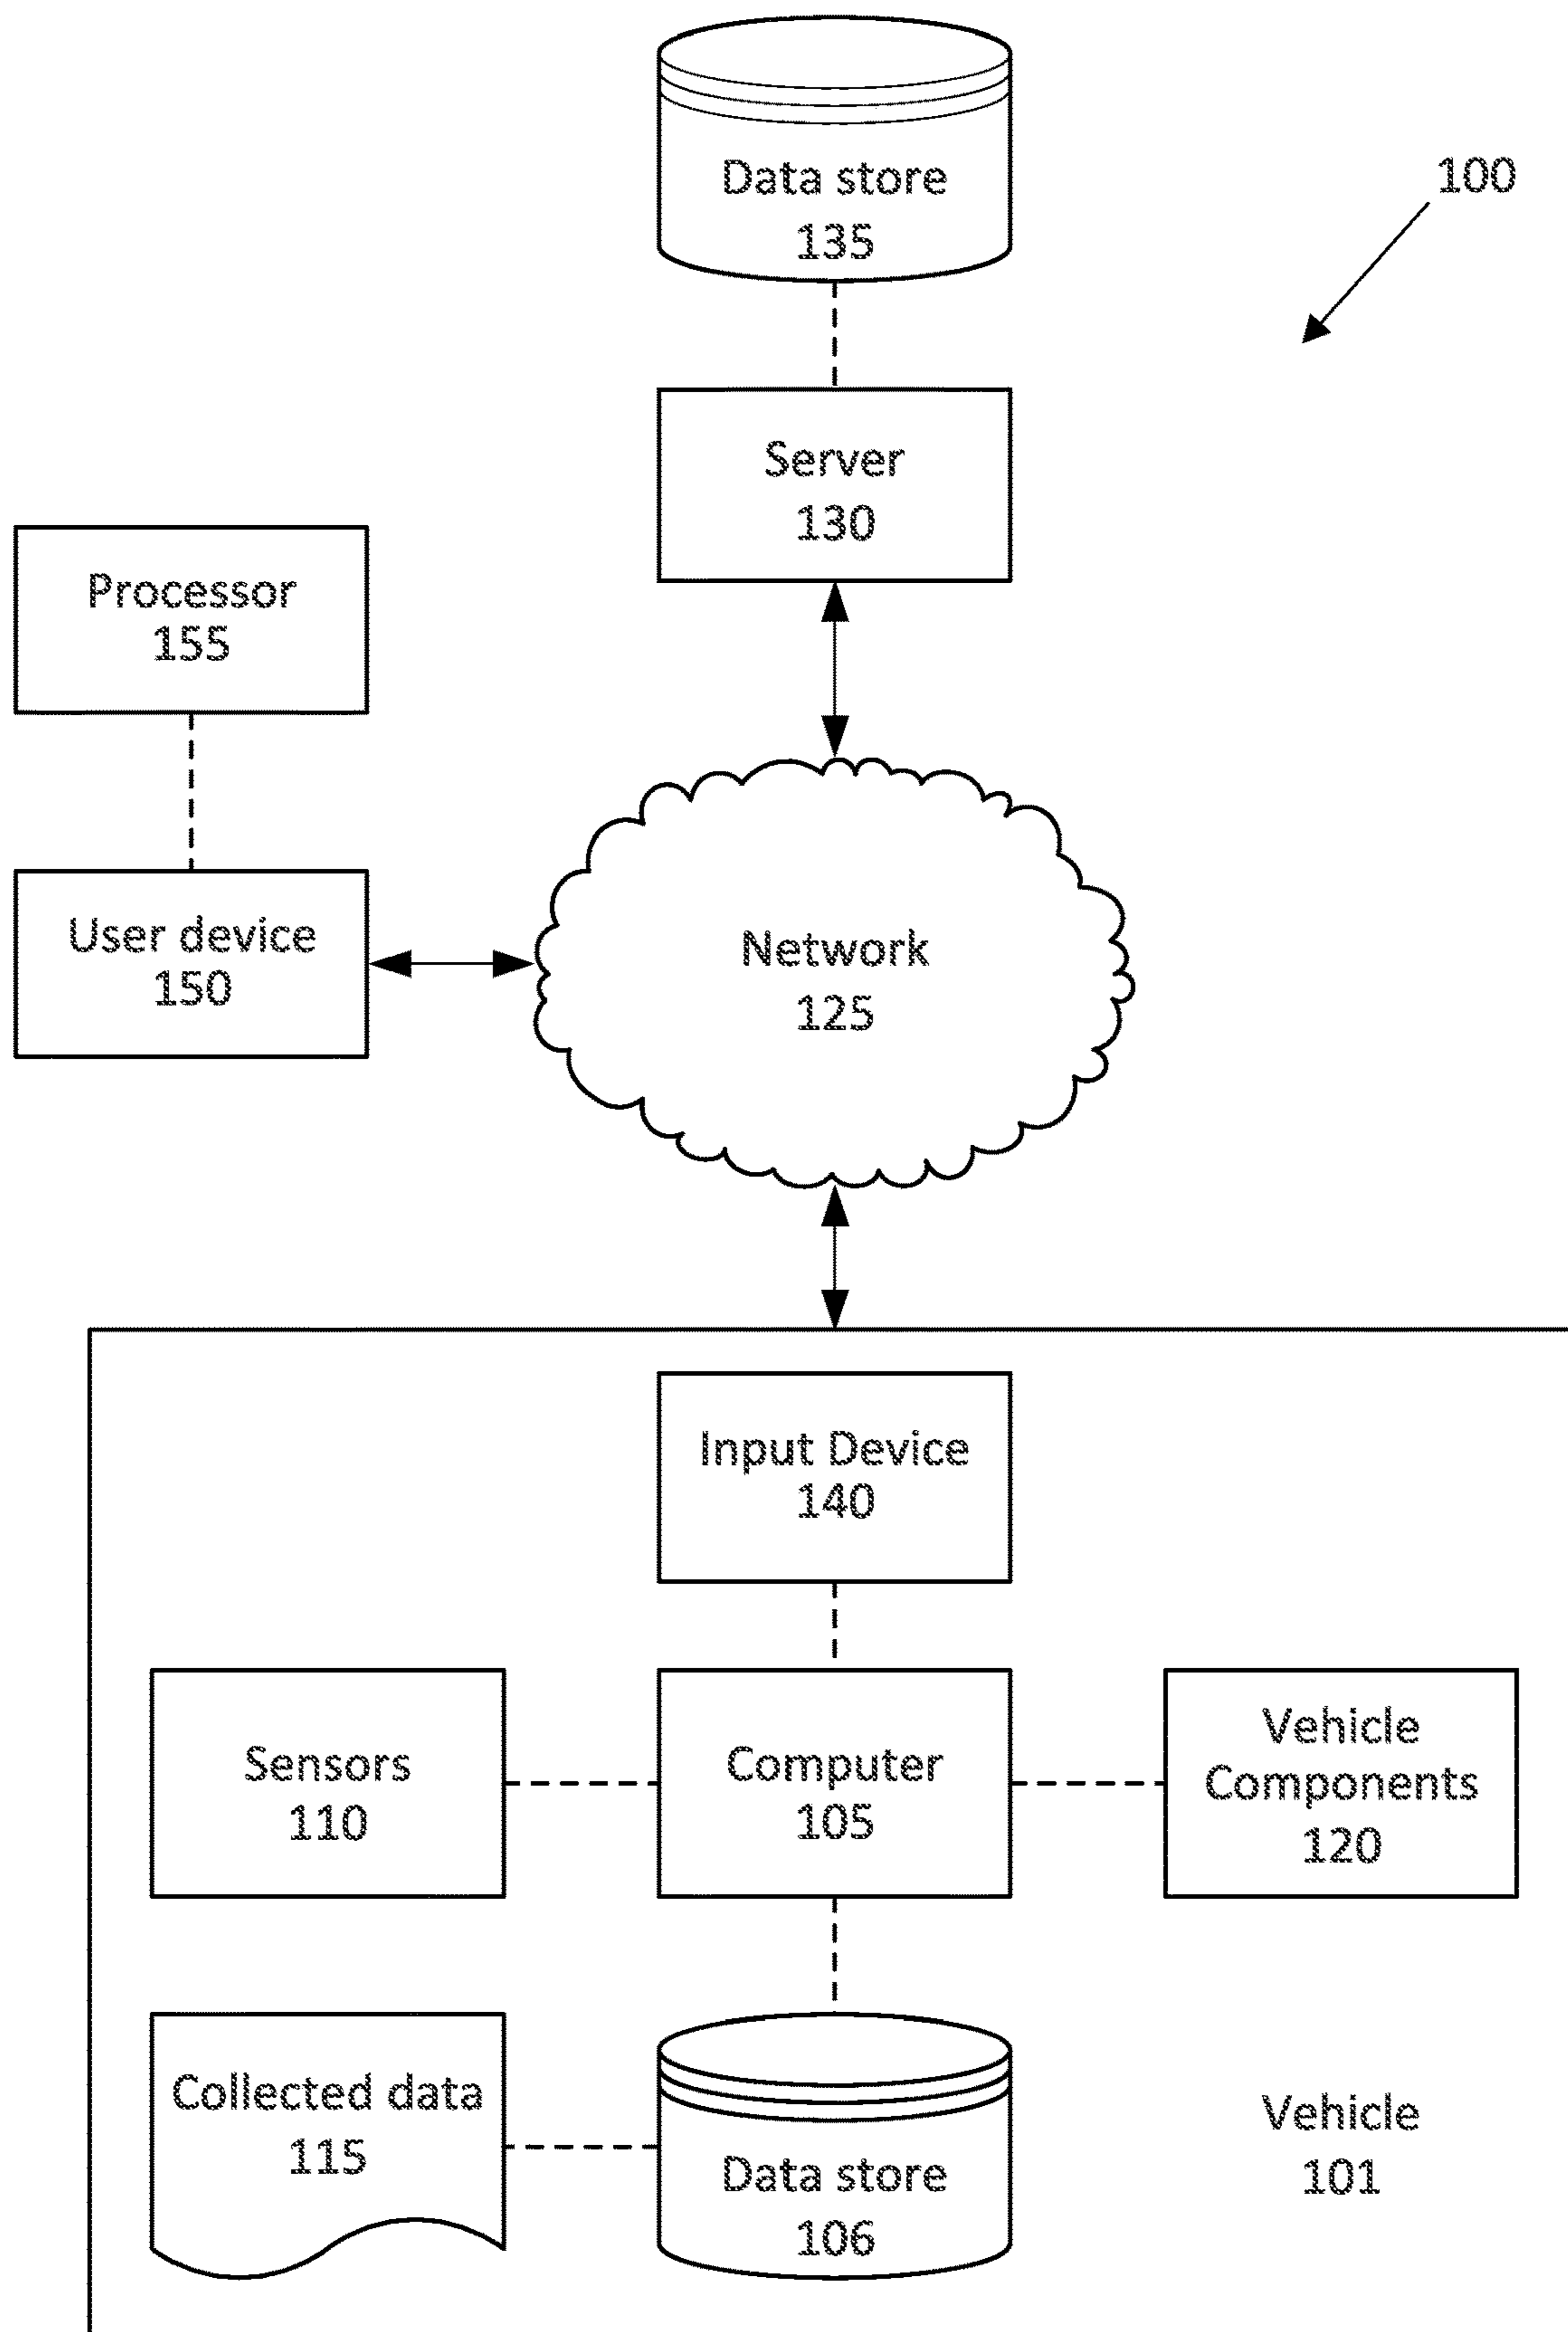 Data store
135
100
Server
130
Processor
155
User device
150
Network
125
Input Device
140
Sensors
110
Computer
105
Vehicle
Components
120
Collected data
115
Data store
106
Vehicle
101